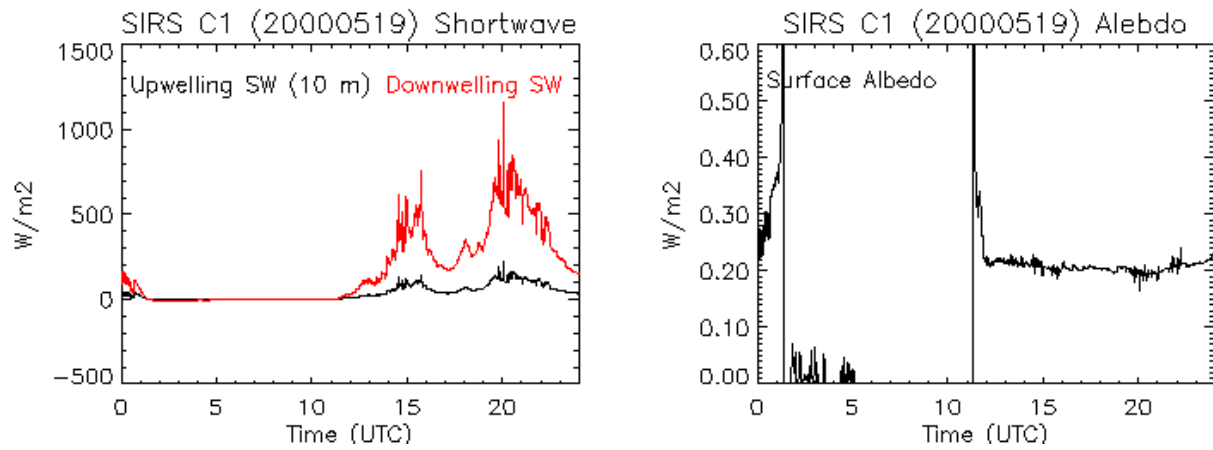 SIRS C1 (20000519) Shortwave
1500
1000
500
0
-500
W/m2
Upwelling SW (10 m) Downwelling SW
0 5 10 15 20
Time (UTC)
SIRS C1 (20000519) Alebdo
0.60
0.50
0.40
0.30
0.20
0.10
0.00
W/m2
Surface Albedo
0 5 10 15 20
Time (UTC)